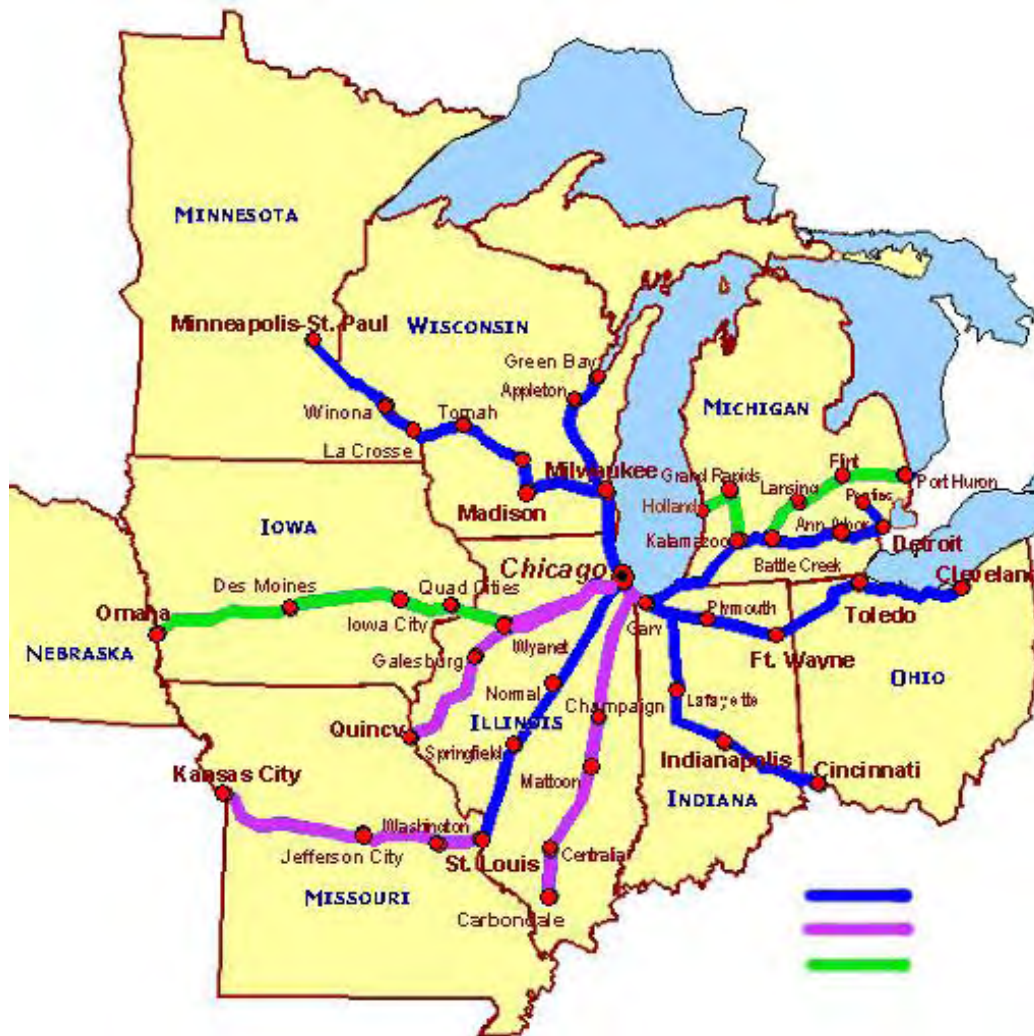 MINNESOTA
Minneapolis-St. Paul
WISCONSIN
Green Bay
Appleton
MICHIGAN
Winona
Tomah
La Crosse
Milwaukee
Madison
Grand Rapids
Holland
Lansing
Flint
Port Huron
Pontiac
Ann Arbor
Kalamazoo
Detroit
Battle Creek
IOWA
Chicago
Cleveland
Des Moines
Quad Cities
Omaha
Iowa City
Wyanet
Gary
Plymouth
Toledo
NEBRASKA
Galesburg
Ft. Wayne
OHIO
Normal
Champaign
Lafayette
Quincy
ILLINOIS
Springfield
Kansas City
Mattoon
Indianapolis
Cincinnati
INDIANA
Washington
Jefferson City
St. Louis
Centralia
MISSOURI
Carbondale